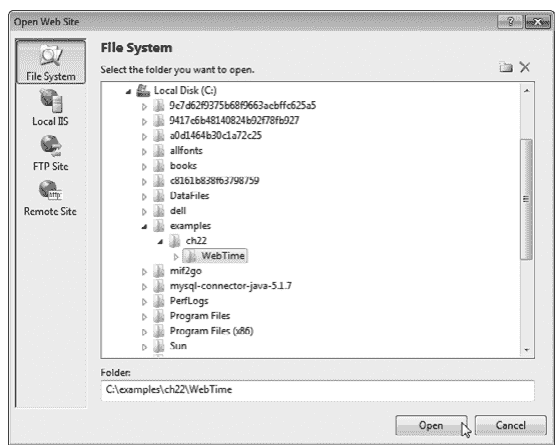 Open Web Site
File System
Select the folder you want to open.
File System
Local IIS
FTP Site
http:
Remote Site
Local Disk (C:)
9c7d62f9375b68f9663acbffc625a5
9417c6b48140824b92f78fb927
a0d1464b30c1a72c25
allfonts
books
c8161b838f63798759
DataFiles
dell
examples
ch22
WebTime
mif2go
mysql-connector-java-5.1.7
PerfLogs
Program Files
Program Files (x86)
Sun
Folder:
C:\examples\ch22\WebTime
Open
Cancel